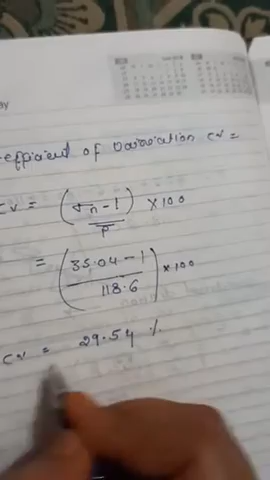 efficient of variation CV =
CV = (σn-1 / P̅) × 100
= (35.04 - 1 / 118.6) × 100
CV = 29.54 %